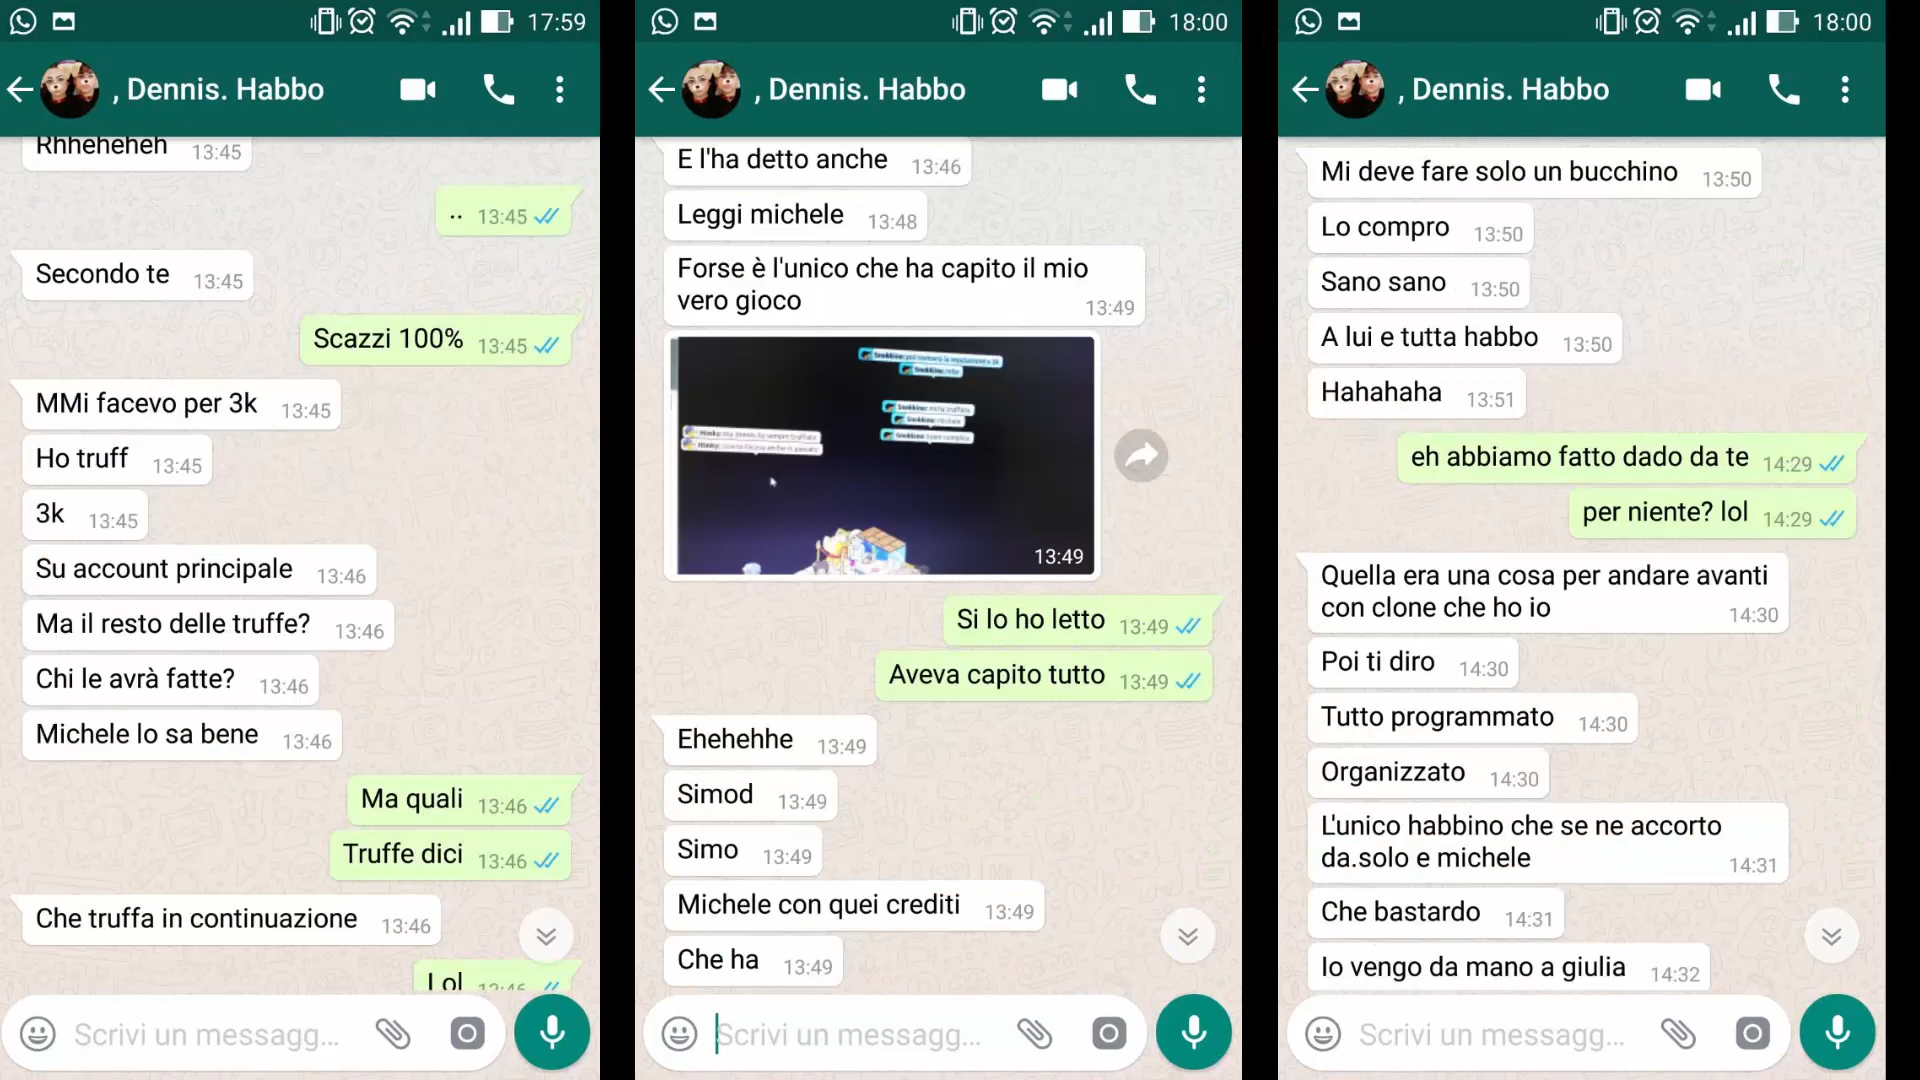 17:59
, Dennis. Habbo
Rhheheheh 13:45
.. 13:45
Secondo te 13:45
Scazzi 100% 13:45
MMi facevo per 3k 13:45
Ho truff 13:45
3k 13:45
Su account principale 13:46
Ma il resto delle truffe? 13:46
Chi le avrà fatte? 13:46
Michele lo sa bene 13:46
Ma quali 13:46
Truffe dici 13:46
Che truffa in continuazione 13:46
Lol 13:46
Scrivi un messagg...
18:00
, Dennis. Habbo
E l'ha detto anche 13:46
Leggi michele 13:48
Forse è l'unico che ha capito il mio
vero gioco 13:49
13:49
Si lo ho letto 13:49
Aveva capito tutto 13:49
Ehehehhe 13:49
Simod 13:49
Simo 13:49
Michele con quei crediti 13:49
Che ha 13:49
Scrivi un messagg...
18:00
, Dennis. Habbo
Mi deve fare solo un bucchino 13:50
Lo compro 13:50
Sano sano 13:50
A lui e tutta habbo 13:50
Hahahaha 13:51
eh abbiamo fatto dado da te 14:29
per niente? lol 14:29
Quella era una cosa per andare avanti
con clone che ho io 14:30
Poi ti diro 14:30
Tutto programmato 14:30
Organizzato 14:30
L'unico habbino che se ne accorto
da.solo e michele 14:31
Che bastardo 14:31
Io vengo da mano a giulia 14:32
Scrivi un messagg...